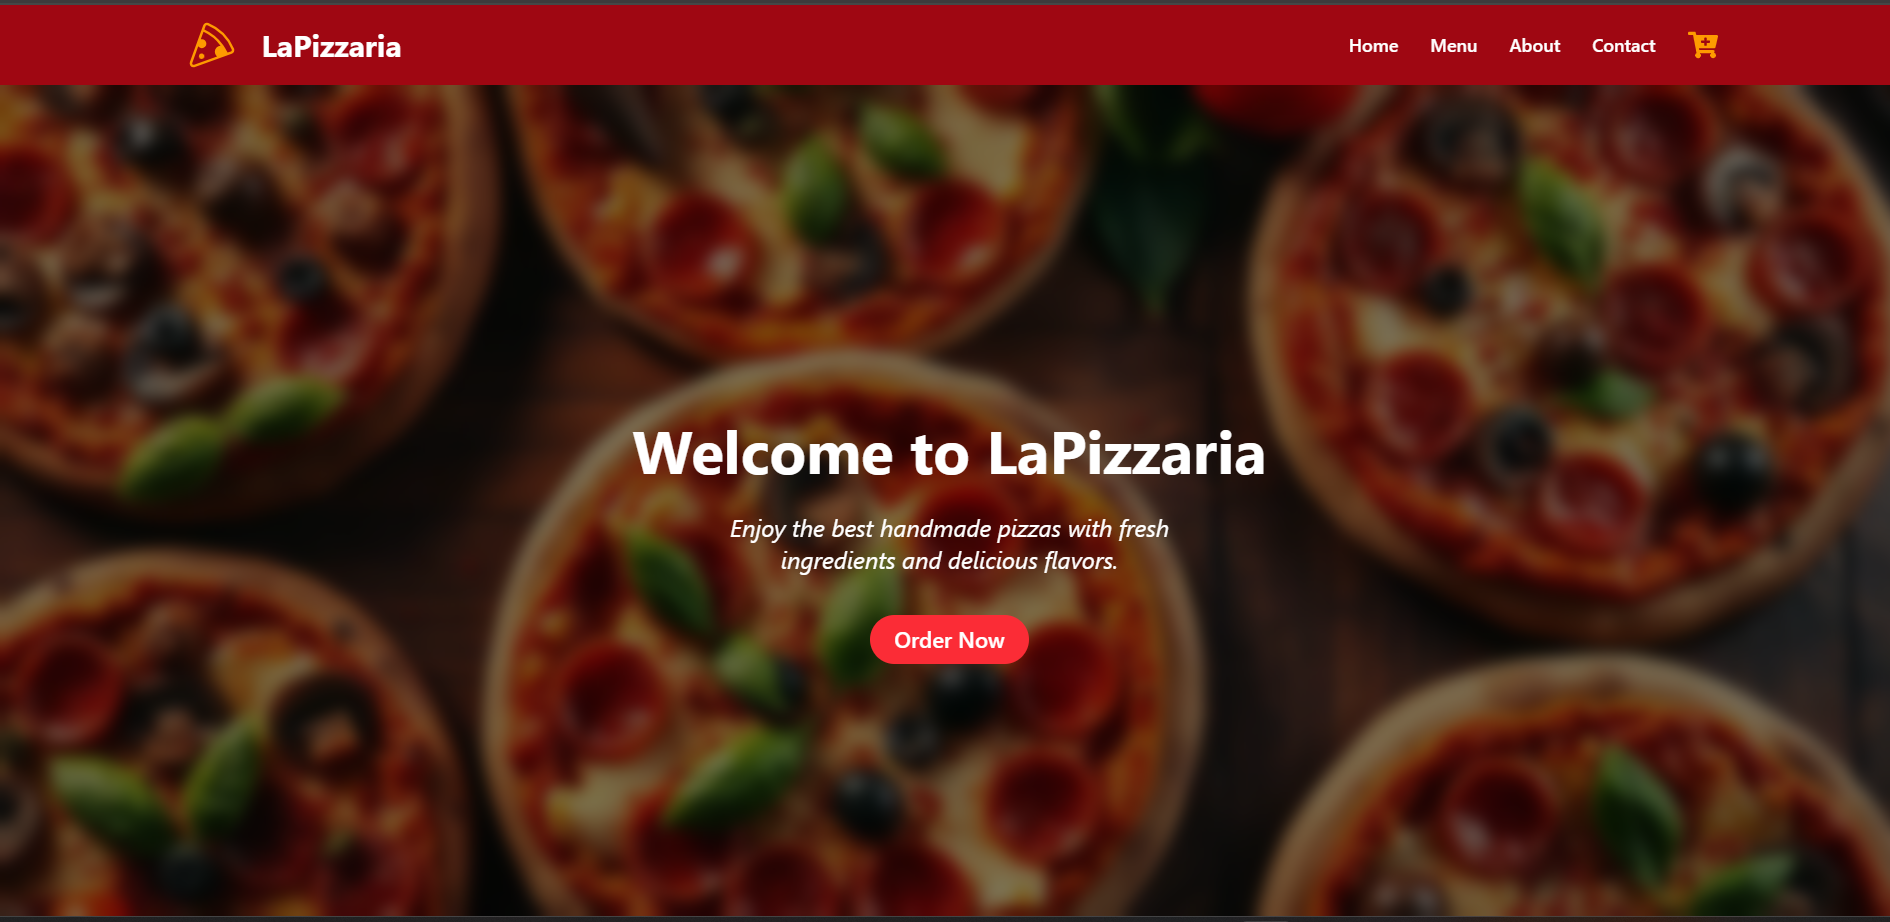 LaPizzaria
Home Menu About Contact
Welcome to LaPizzaria
Enjoy the best handmade pizzas with fresh
ingredients and delicious flavors.
Order Now